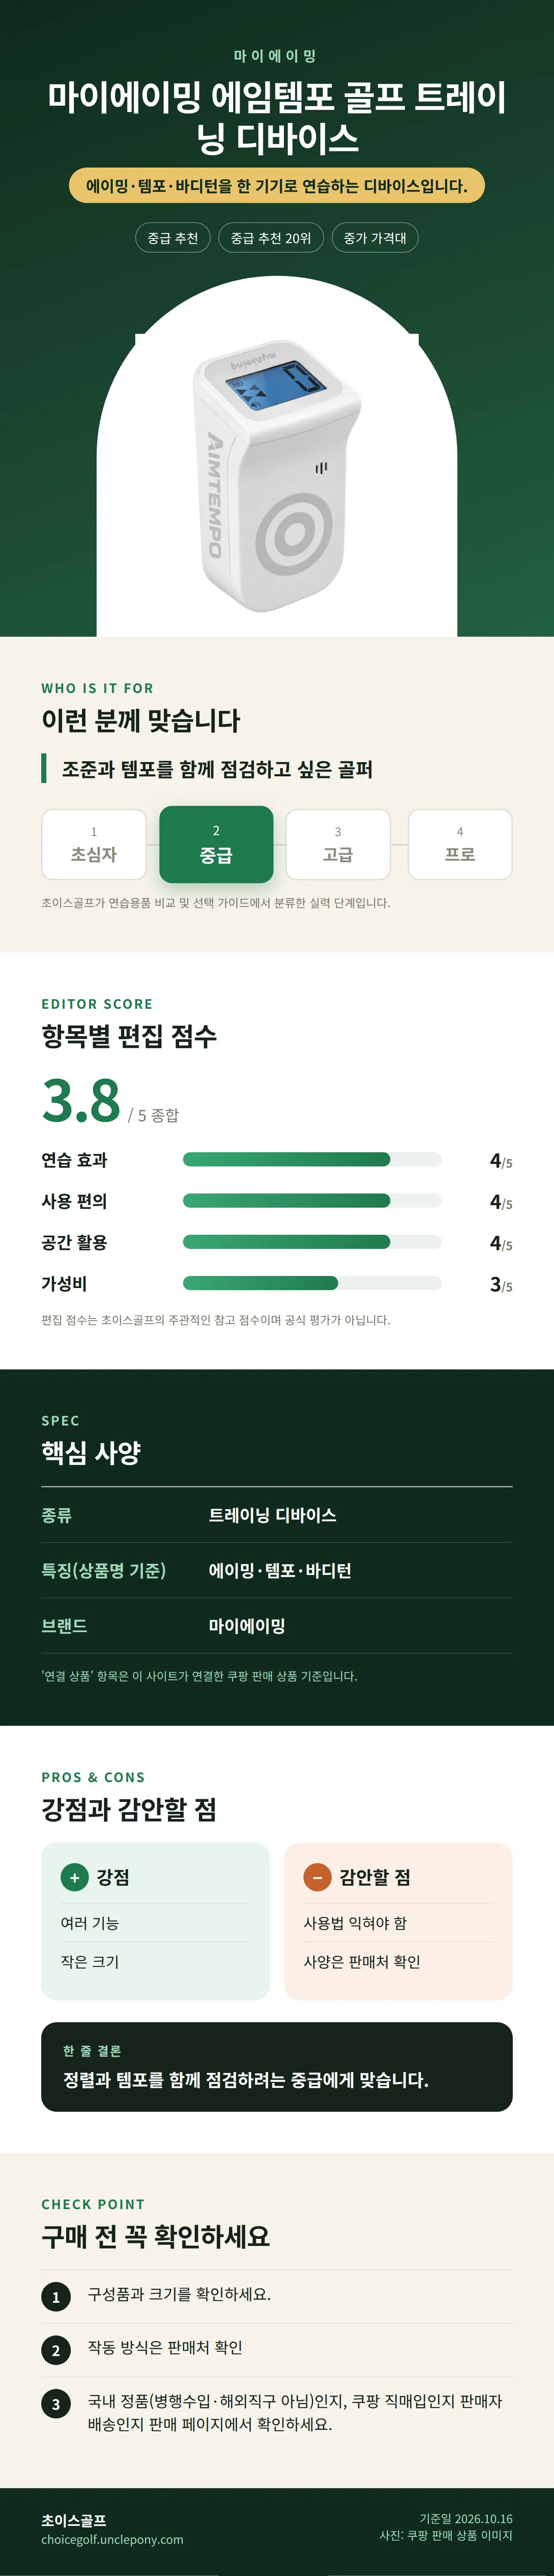 마이에이밍
마이에이밍 에임템포 골프 트레이
닝 디바이스
에이밍·템포·바디턴을 한 기기로 연습하는 디바이스입니다.
중급 추천
중급 추천 20위
중가 가격대
myAiming
0
AIMTEMPO
WHO IS IT FOR
이런 분께 맞습니다
조준과 템포를 함께 점검하고 싶은 골퍼
1
초심자
2
중급
3
고급
4
프로
초이스골프가 연습용품 비교 및 선택 가이드에서 분류한 실력 단계입니다.
EDITOR SCORE
항목별 편집 점수
3.8 / 5 종합
연습 효과 4/5
사용 편의 4/5
공간 활용 4/5
가성비 3/5
편집 점수는 초이스골프의 주관적인 참고 점수이며 공식 평가가 아닙니다.
SPEC
핵심 사양
종류 트레이닝 디바이스
특징(상품명 기준) 에이밍·템포·바디턴
브랜드 마이에이밍
'연결 상품' 항목은 이 사이트가 연결한 쿠팡 판매 상품 기준입니다.
PROS & CONS
강점과 감안할 점
+ 강점
여러 기능
작은 크기
− 감안할 점
사용법 익혀야 함
사양은 판매처 확인
한 줄 결론
정렬과 템포를 함께 점검하려는 중급에게 맞습니다.
CHECK POINT
구매 전 꼭 확인하세요
1 구성품과 크기를 확인하세요.
2 작동 방식은 판매처 확인
3 국내 정품(병행수입·해외직구 아님)인지, 쿠팡 직매입인지 판매자
배송인지 판매 페이지에서 확인하세요.
초이스골프
choicegolf.unclepony.com
기준일 2026.10.16
사진: 쿠팡 판매 상품 이미지